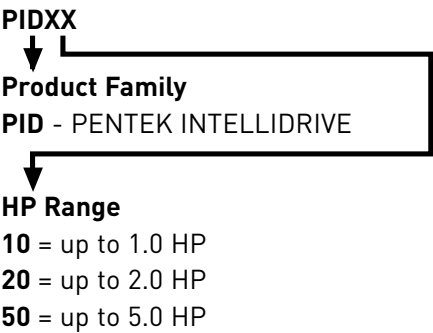 PIDXX
Product Family
PID - PENTEK INTELLIDRIVE
HP Range
10 = up to 1.0 HP
20 = up to 2.0 HP
50 = up to 5.0 HP